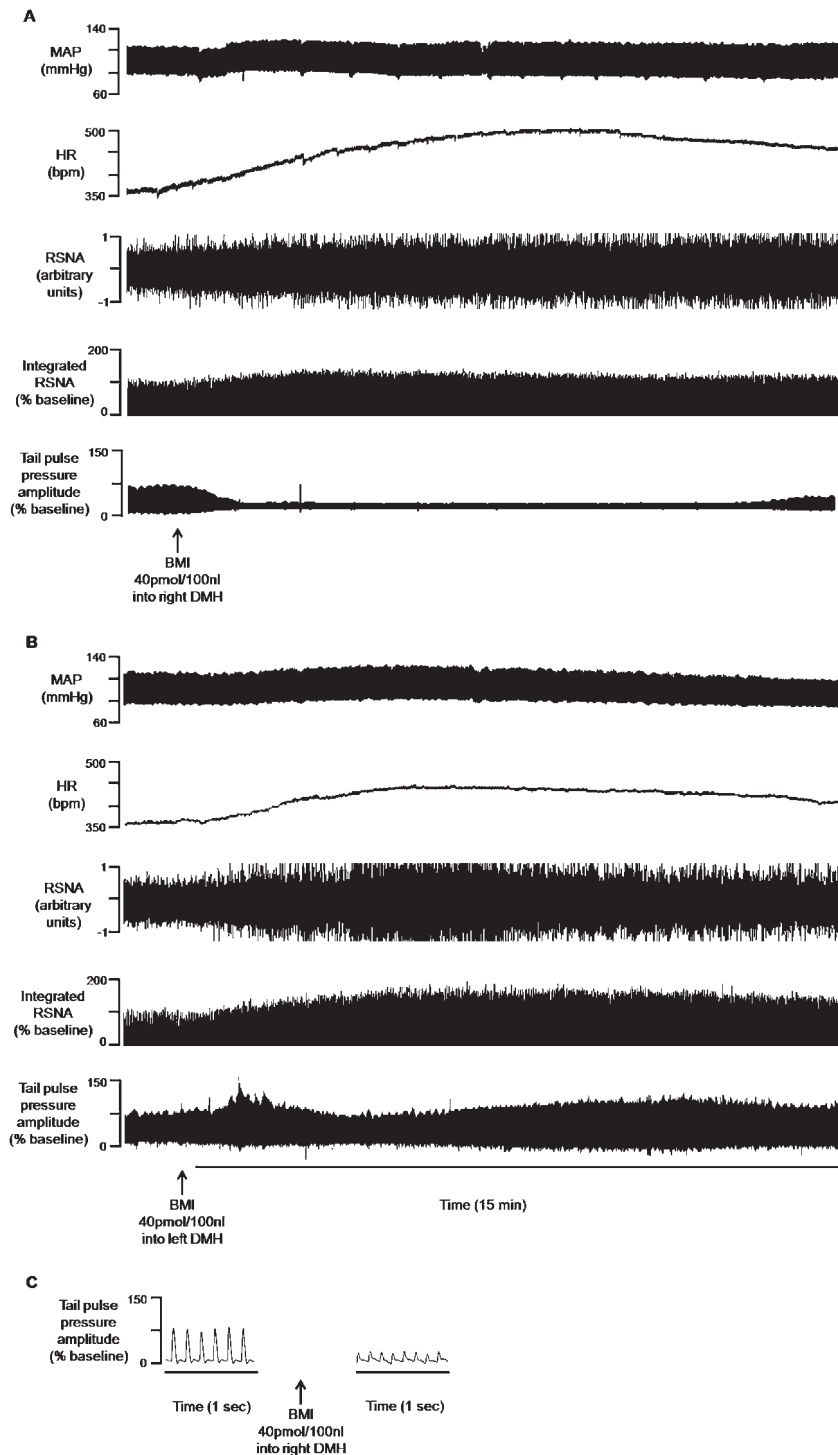 A
MAP
(mmHg)
140
60
HR
(bpm)
500
350
RSNA
(arbitrary
units)
1
-1
Integrated
RSNA
(% baseline)
200
0
Tail pulse
pressure
amplitude
(% baseline)
150
0
BMI
40pmol/100nl
into right DMH
B
MAP
(mmHg)
140
60
HR
(bpm)
500
350
RSNA
(arbitrary
units)
1
-1
Integrated
RSNA
(% baseline)
200
0
Tail pulse
pressure
amplitude
(% baseline)
150
0
BMI
40pmol/100nl
into left DMH
Time (15 min)
C
Tail pulse
pressure
amplitude
(% baseline)
150
0
Time (1 sec)
BMI
40pmol/100nl
into right DMH
Time (1 sec)